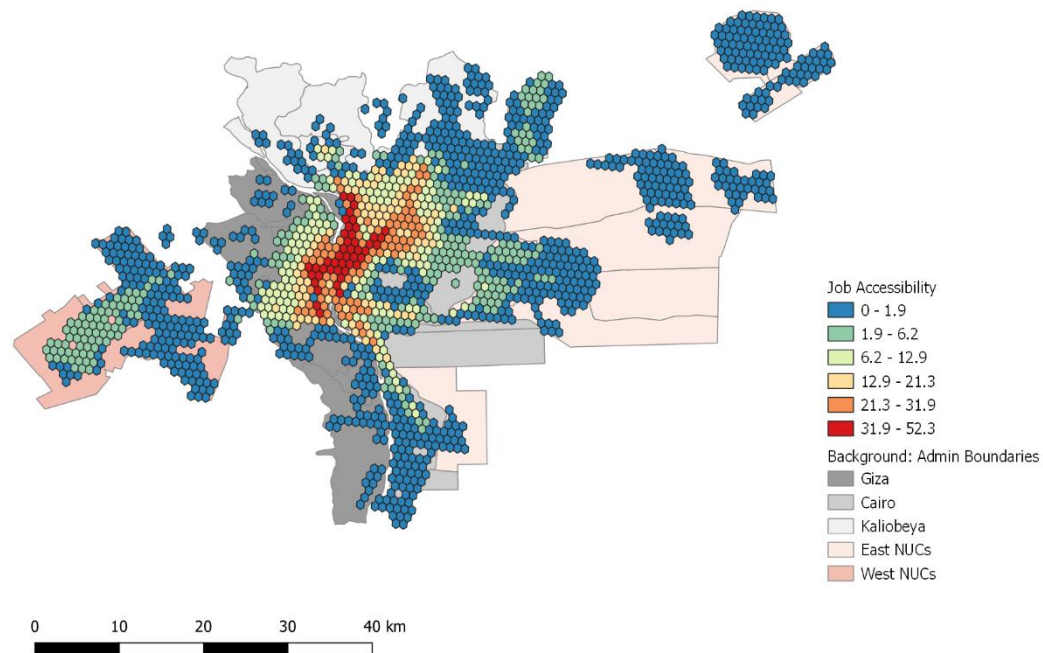 Job Accessibility
0 - 1.9
1.9 - 6.2
6.2 - 12.9
12.9 - 21.3
21.3 - 31.9
31.9 - 52.3
Background: Admin Boundaries
Giza
Cairo
Kaliobeya
East NUCs
West NUCs
0 10 20 30 40 km